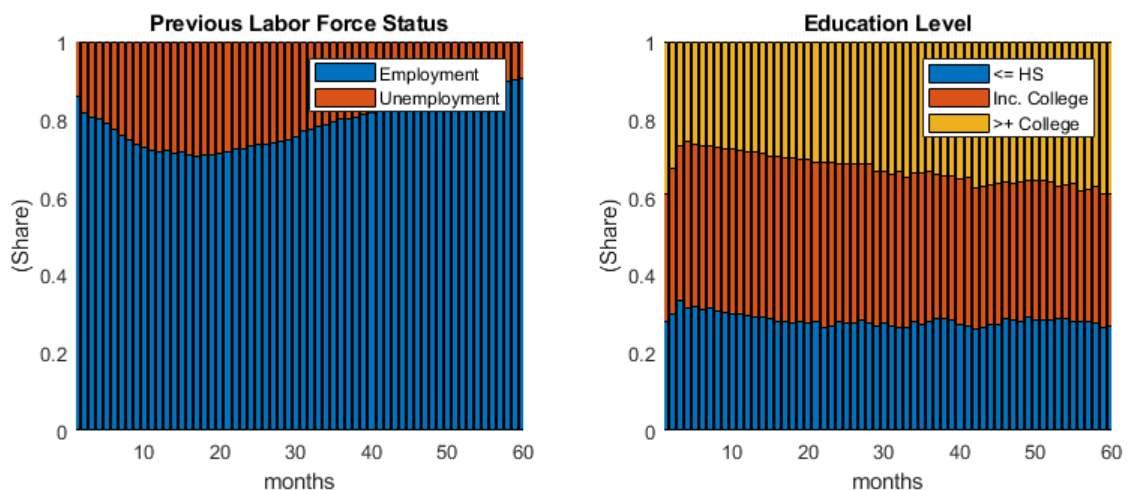 Previous Labor Force Status
1
0.8
0.6
0.4
0.2
0
(Share)
Employment
Unemployment
10 20 30 40 50 60
months
Education Level
1
0.8
0.6
0.4
0.2
0
(Share)
<= HS
Inc. College
>+ College
10 20 30 40 50 60
months